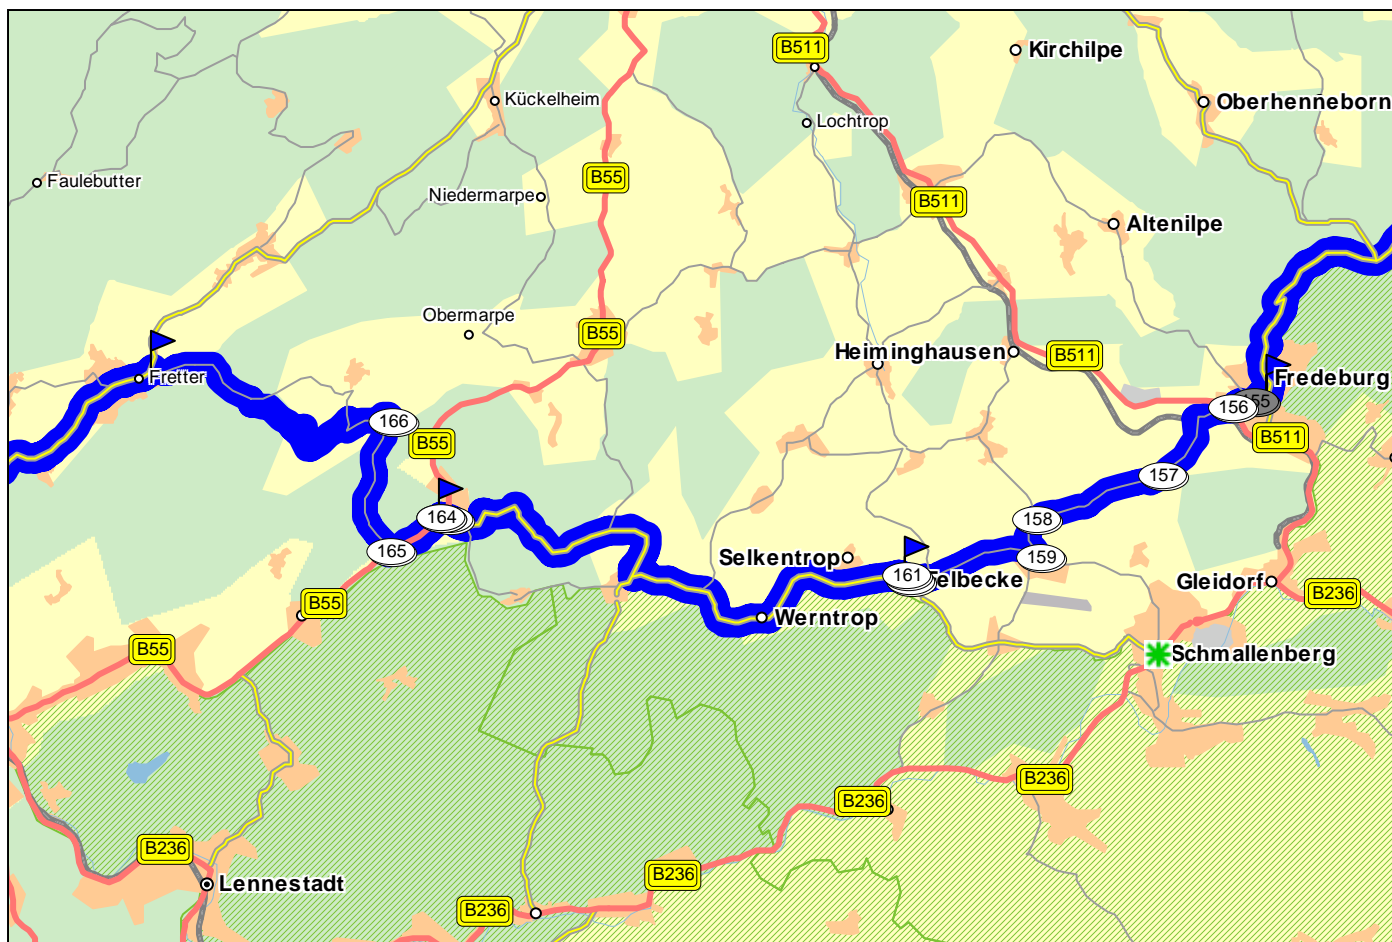 B511
Kirchilpe
Kückelheim
Oberhenneborn
Lochtrop
Faulebutter
B55
Niedermarpe
B511
Altenilpe
Obermarpe
B55
Heiminghausen
B511
Fretter
Fredeburg
155
156
166
B55
B511
157
164
158
165
Selkentrop
159
161
Felbecke
Gleidorf
B55
B236
Werntrop
B55
Schmallenberg
B236
B236
B236
B236
Lennestadt
B236